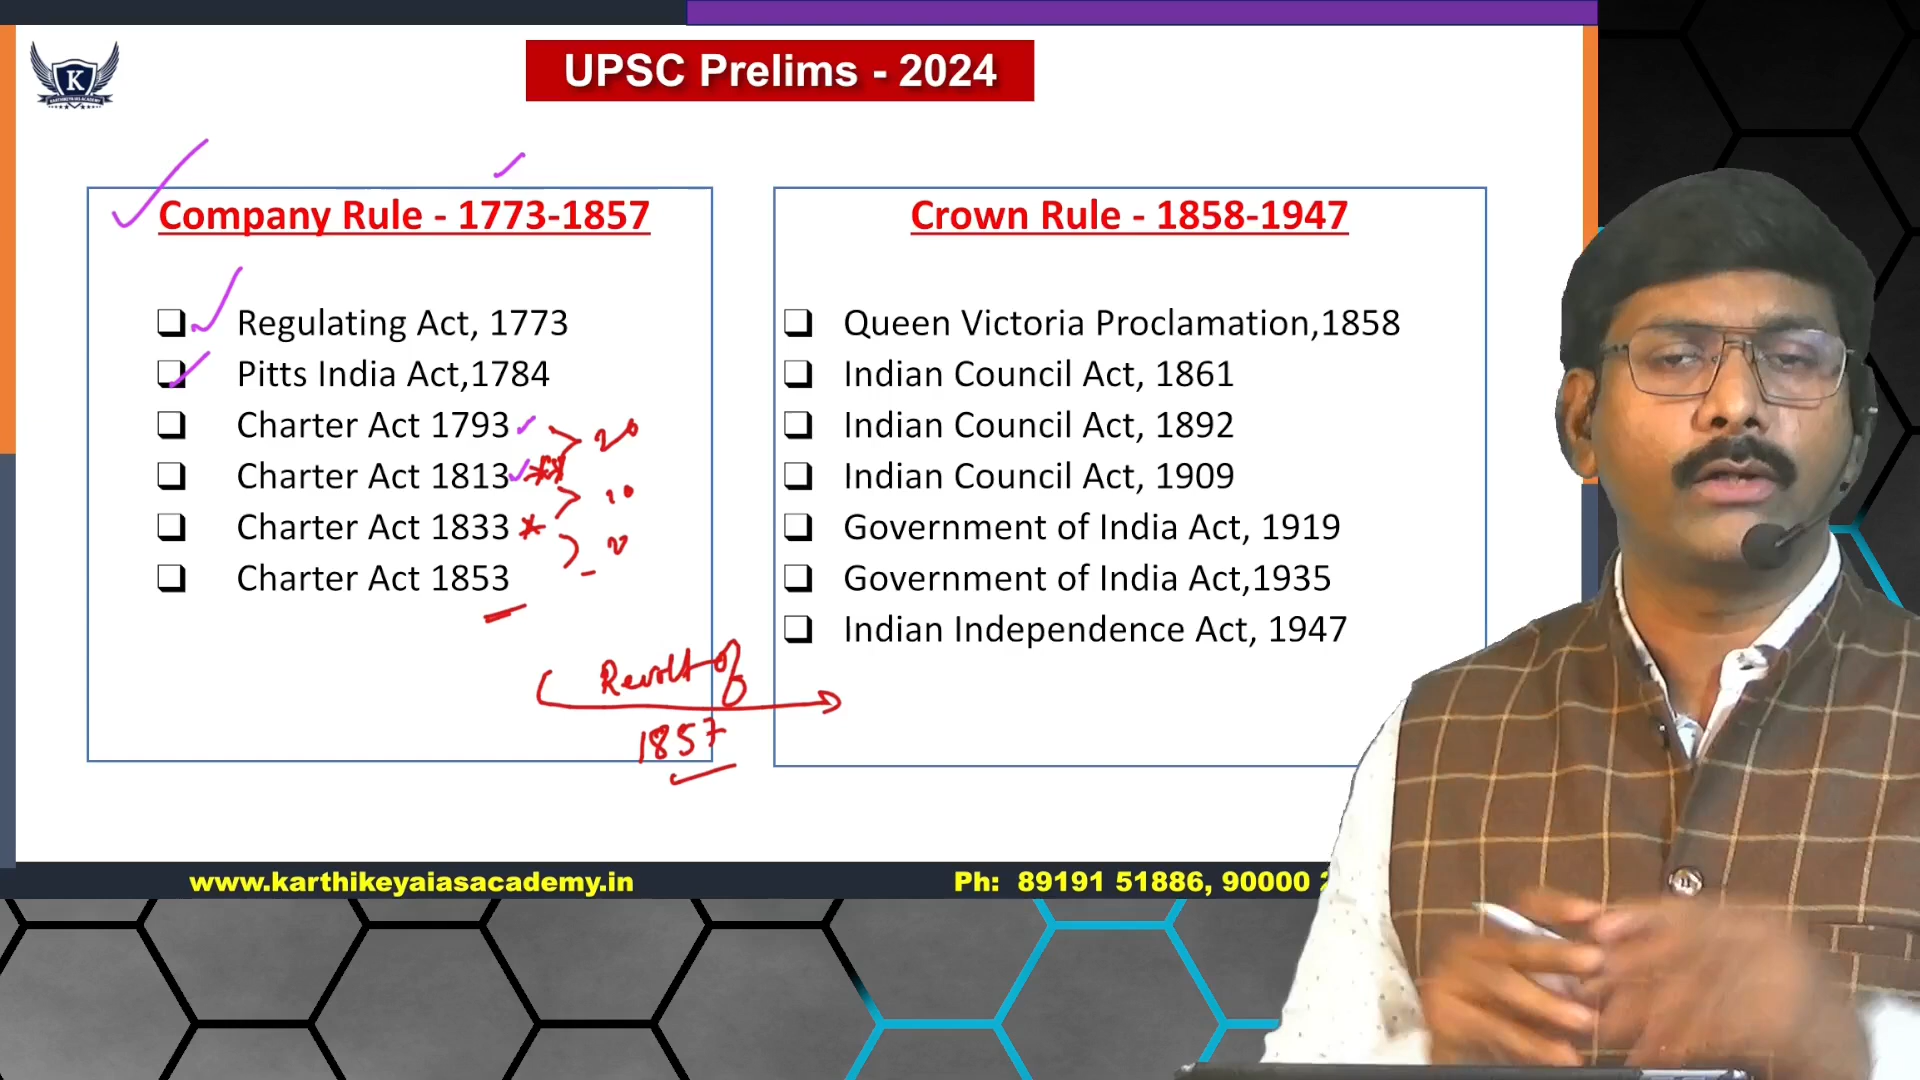 UPSC Prelims - 2024
K
KARTHIKEYA IAS ACADEMY
Company Rule - 1773-1857
❑ Regulating Act, 1773
❑ Pitts India Act,1784
❑ Charter Act 1793
20
❑ Charter Act 1813
❑ Charter Act 1833
❑ Charter Act 1853
Revolt of
1857
Crown Rule - 1858-1947
❑ Queen Victoria Proclamation,1858
❑ Indian Council Act, 1861
❑ Indian Council Act, 1892
❑ Indian Council Act, 1909
❑ Government of India Act, 1919
❑ Government of India Act,1935
❑ Indian Independence Act, 1947
www.karthikeyaiasacademy.in
Ph: 89191 51886, 90000